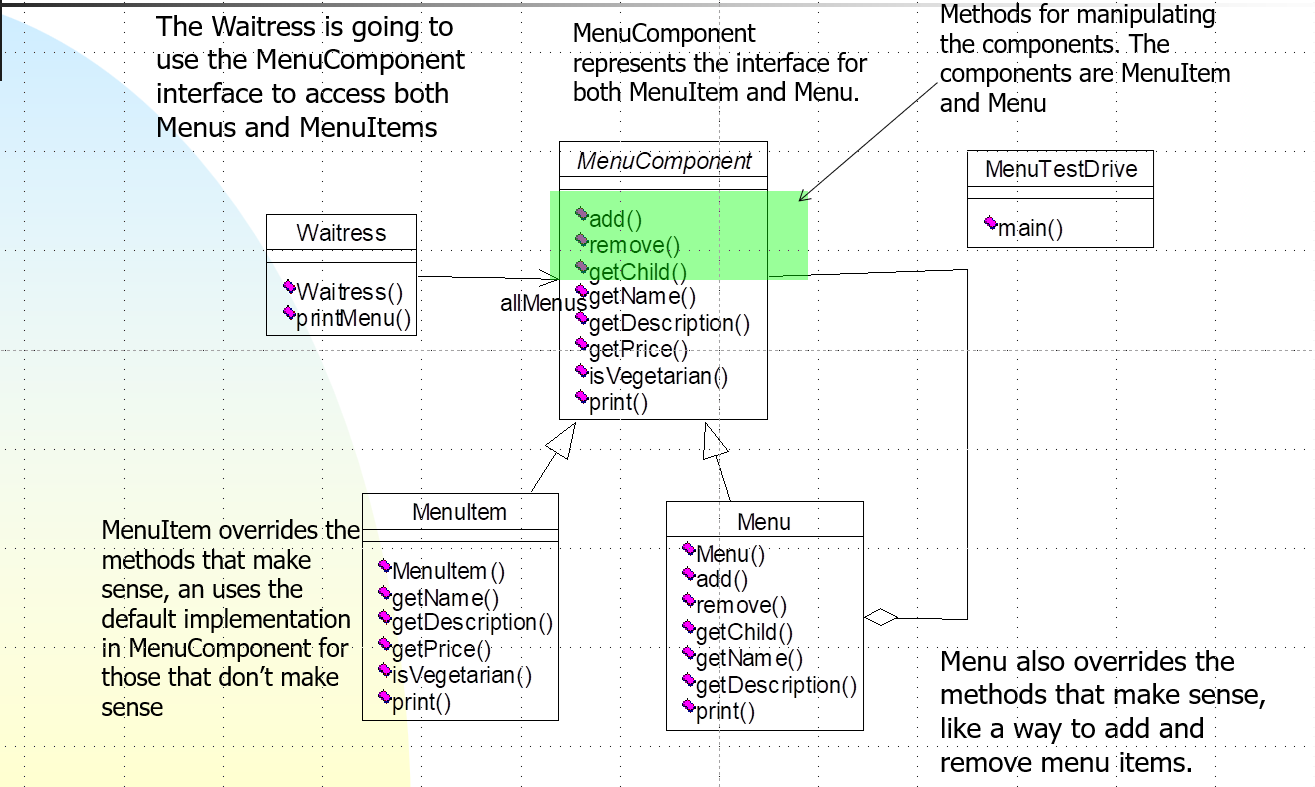 The Waitress is going to
use the MenuComponent
interface to access both
Menus and MenuItems
MenuComponent
represents the interface for
both MenuItem and Menu.
Methods for manipulating
the components. The
components are MenuItem
and Menu
MenuComponent
add()
remove()
getChild()
getName()
getDescription()
getPrice()
isVegetarian()
print()
MenuTestDrive
main()
Waitress
Waitress()
printMenu()
allMenus
MenuItem overrides the
methods that make
sense, an uses the
default implementation
in MenuComponent for
those that don’t make
sense
MenuItem
MenuItem()
getName()
getDescription()
getPrice()
isVegetarian()
print()
Menu
Menu()
add()
remove()
getChild()
getName()
getDescription()
print()
Menu also overrides the
methods that make sense,
like a way to add and
remove menu items.